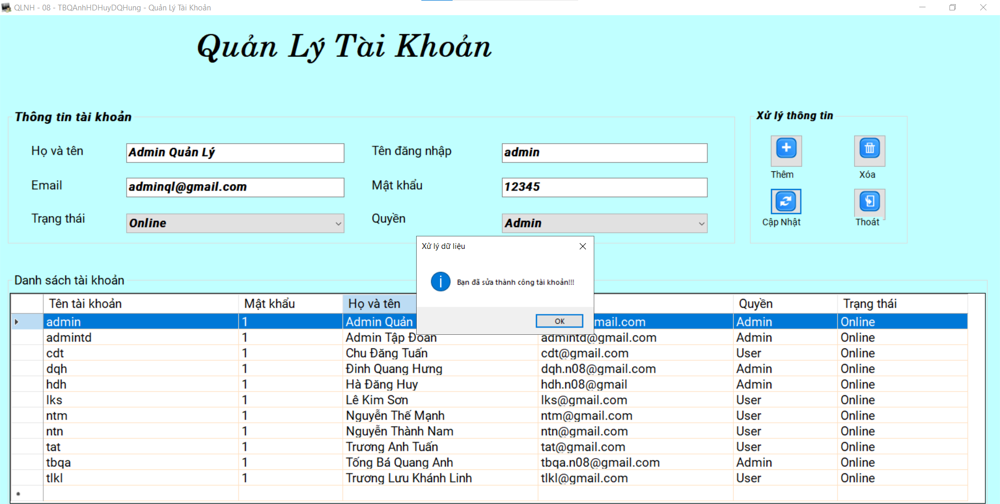 QLNH - 08 - TBQAnhHDHuyDQHung - Quản Lý Tài Khoản
Quản Lý Tài Khoản
Thông tin tài khoản
Họ và tên
Admin Quản Lý
Tên đăng nhập
admin
Email
adminql@gmail.com
Mật khẩu
12345
Trạng thái
Online
Quyền
Admin
Xử lý thông tin
Thêm
Xóa
Cập Nhật
Thoát
Xử lý dữ liệu
Bạn đã sửa thành công tài khoản!!!
OK
Danh sách tài khoản
Tên tài khoản Mật khẩu Họ và tên Quyền Trạng thái
admin 1 Admin Quản mail.com Admin Online
admintd 1 Admin Tập Đoàn admintd@gmail.com Admin Online
cdt 1 Chu Đăng Tuấn cdt@gmail.com User Online
dqh 1 Đinh Quang Hưng dqh.n08@gmail.com Admin Online
hdh 1 Hà Đăng Huy hdh.n08@gmail Admin Online
lks 1 Lê Kim Sơn lks@gmail.com User Online
ntm 1 Nguyễn Thế Mạnh ntm@gmail.com User Online
ntn 1 Nguyễn Thành Nam ntn@gmail.com User Online
tat 1 Trương Anh Tuấn tat@gmail.com User Online
tbqa 1 Tống Bá Quang Anh tbqa.n08@gmail.com Admin Online
tlkl 1 Trương Lưu Khánh Linh tlkl@gmail.com User Online